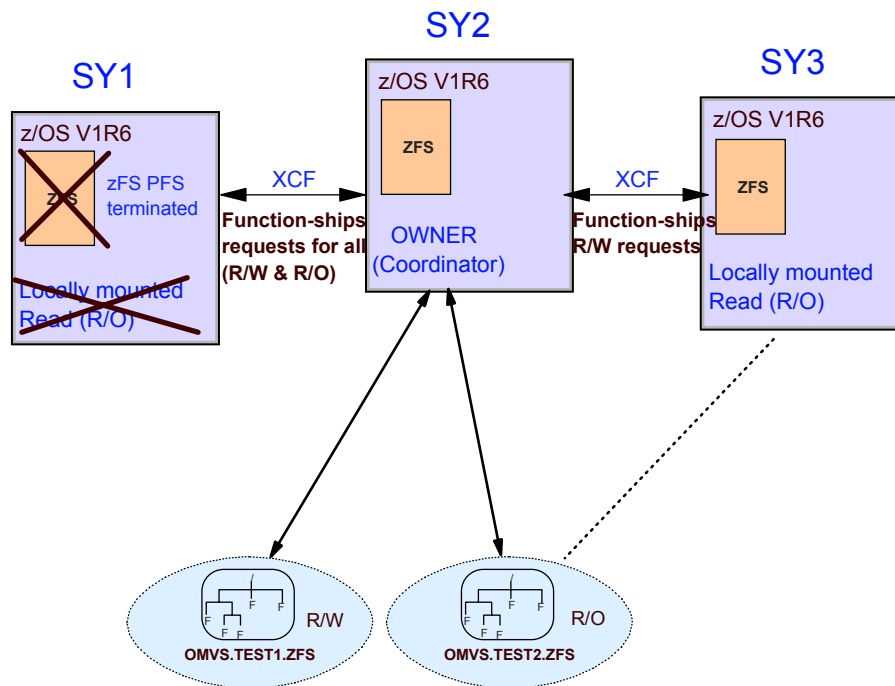 SY1
z/OS V1R6
ZFS
zFS PFS
terminated
Locally mounted
Read (R/O)
XCF
Function-ships
requests for all
(R/W & R/O)
SY2
z/OS V1R6
ZFS
OWNER
(Coordinator)
XCF
Function-ships
R/W requests
SY3
z/OS V1R6
ZFS
Locally mounted
Read (R/O)
/
F
F
F
F
F
R/W
OMVS.TEST1.ZFS
/
F
F
F
F
F
R/O
OMVS.TEST2.ZFS